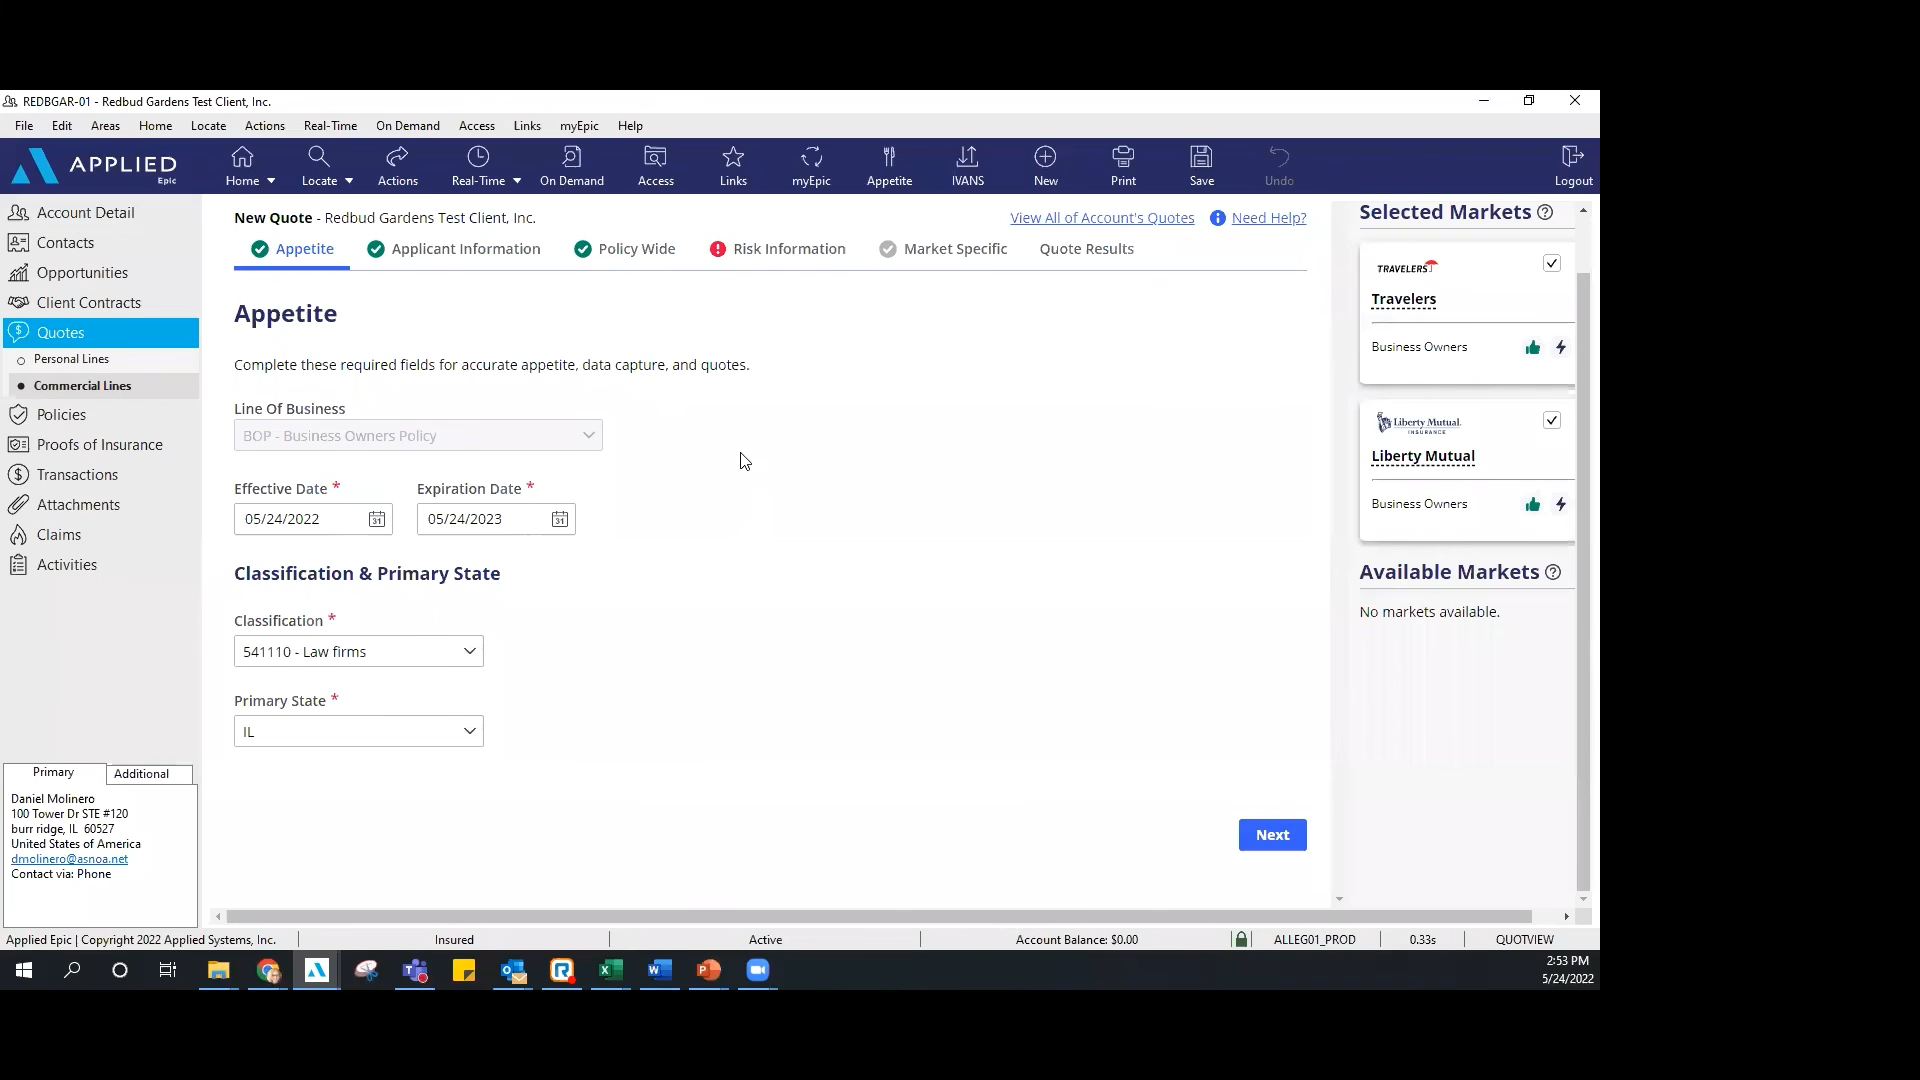 REDBGAR-01 - Redbud Gardens Test Client, Inc.
File Edit Areas Home Locate Actions Real-Time On Demand Access Links myEpic Help
APPLIED
Epic
Home Locate Actions Real-Time On Demand Access Links myEpic Appetite IVANS New Print Save Undo Logout
Account Detail
Contacts
Opportunities
Client Contracts
Quotes
Personal Lines
Commercial Lines
Policies
Proofs of Insurance
Transactions
Attachments
Claims
Activities
Primary Additional
Daniel Molinero
100 Tower Dr STE #120
burr ridge, IL 60527
United States of America
dmolinero@asnoa.net
Contact via: Phone
New Quote - Redbud Gardens Test Client, Inc.
View All of Account's Quotes Need Help?
Appetite Applicant Information Policy Wide Risk Information Market Specific Quote Results
Appetite
Complete these required fields for accurate appetite, data capture, and quotes.
Line Of Business
BOP - Business Owners Policy
Effective Date * Expiration Date *
05/24/2022 31 05/24/2023 31
Classification & Primary State
Classification *
541110 - Law firms
Primary State *
IL
Next
Selected Markets ?
TRAVELERS
Travelers
Business Owners
Liberty Mutual
INSURANCE
Liberty Mutual
Business Owners
Available Markets ?
No markets available.
Applied Epic | Copyright 2022 Applied Systems, Inc. Insured Active Account Balance: $0.00 ALLEG01_PROD 0.33s QUOTVIEW
2:53 PM
5/24/2022